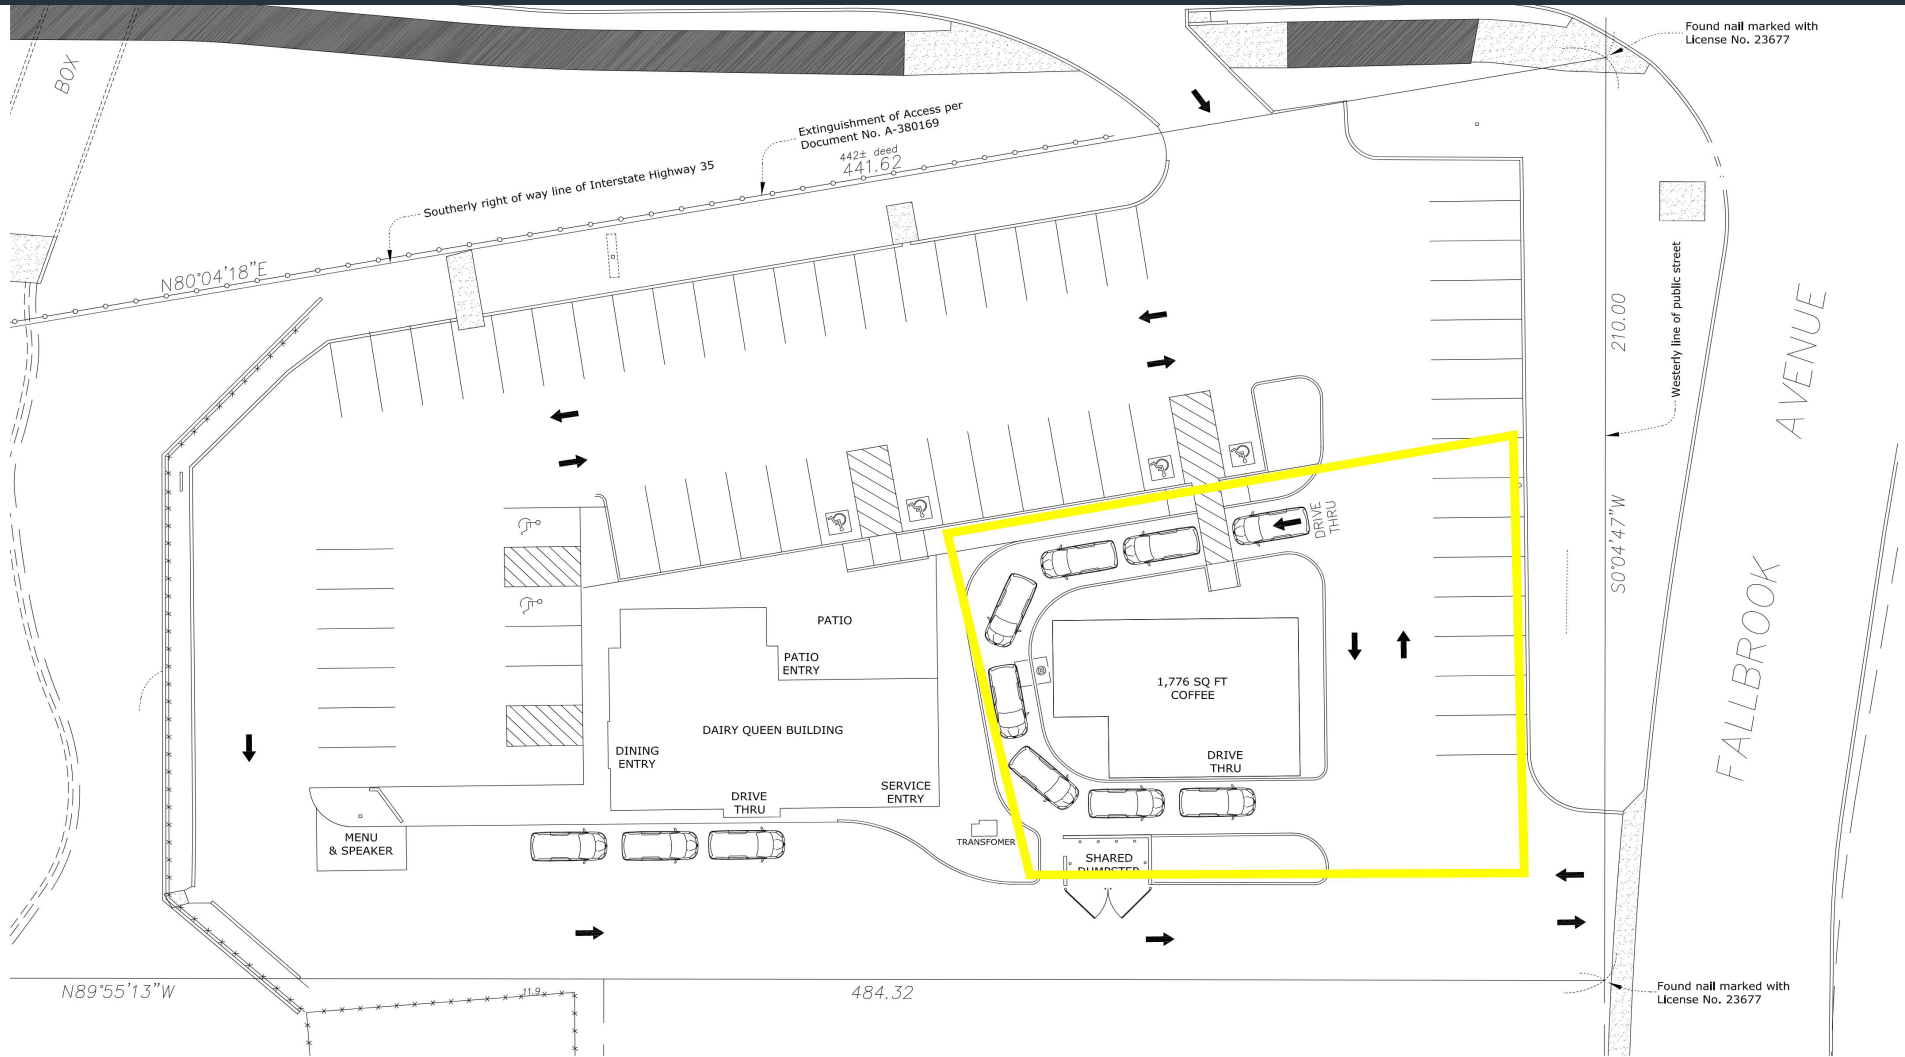 Found nail marked with
License No. 23677
BOX
Extinguishment of Access per
Document No. A-380169
442± deed
441.62
Southerly right of way line of Interstate Highway 35
N80°04'18"E
Westerly line of public street
210.00
AVENUE
S0°04'47"W
FALLBROOK
DRIVE
THRU
PATIO
PATIO
ENTRY
1,776 SQ FT
COFFEE
DAIRY QUEEN BUILDING
DINING
ENTRY
DRIVE
THRU
SERVICE
ENTRY
DRIVE
THRU
MENU
& SPEAKER
TRANSFOMER
SHARED
DUMPSTER
N89°55'13"W
11.9
484.32
Found nail marked with
License No. 23677